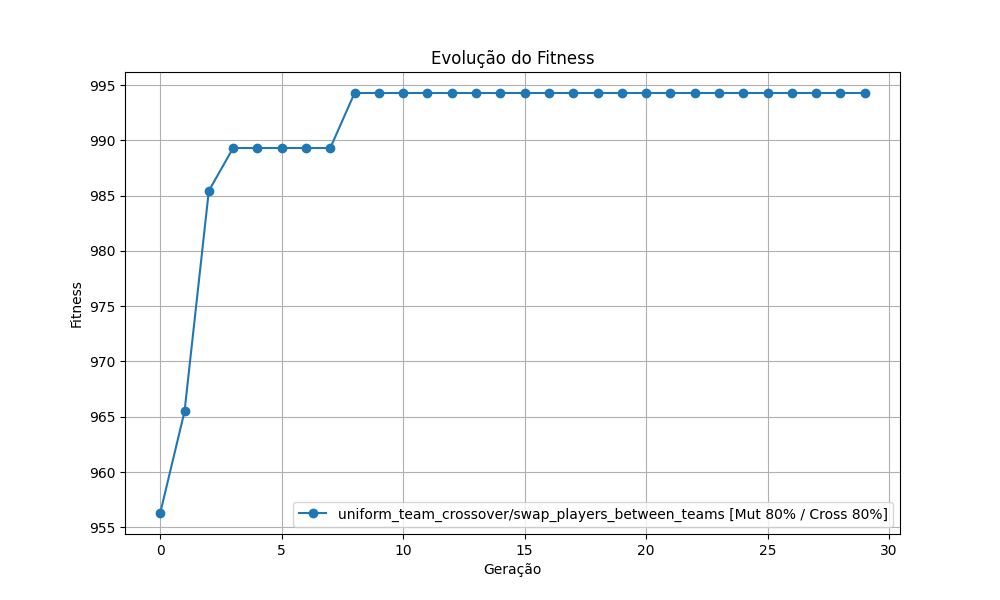 Evolução do Fitness
Fitness
995
990
985
980
975
970
965
960
955
0 5 10 15 20 25 30
Geração
uniform_team_crossover/swap_players_between_teams [Mut 80% / Cross 80%]